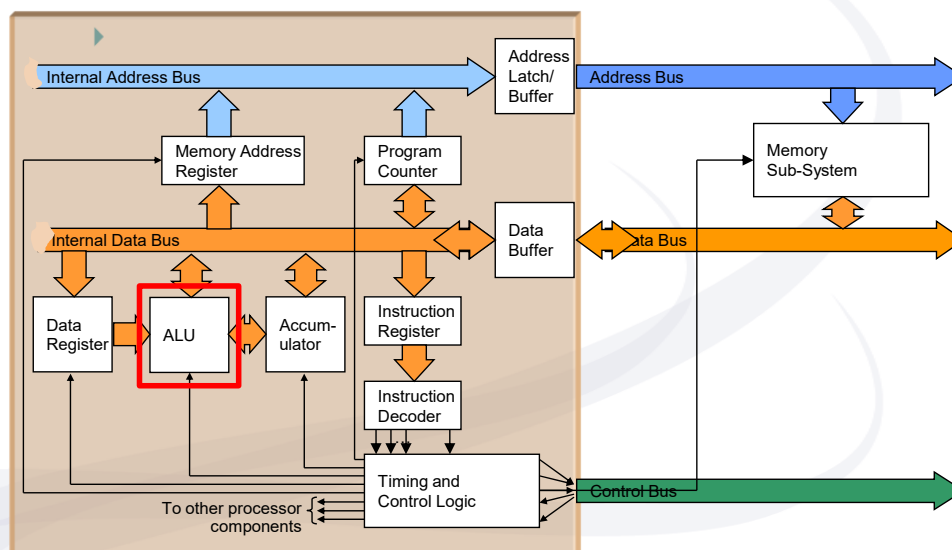 Internal Address Bus
Address
Latch/
Buffer
Address Bus
Memory Address
Register
Program
Counter
Memory
Sub-System
Internal Data Bus
Data
Buffer
ata Bus
Data
Register
ALU
Accum-
ulator
Instruction
Register
Instruction
Decoder
Timing and
Control Logic
Control Bus
To other processor
components